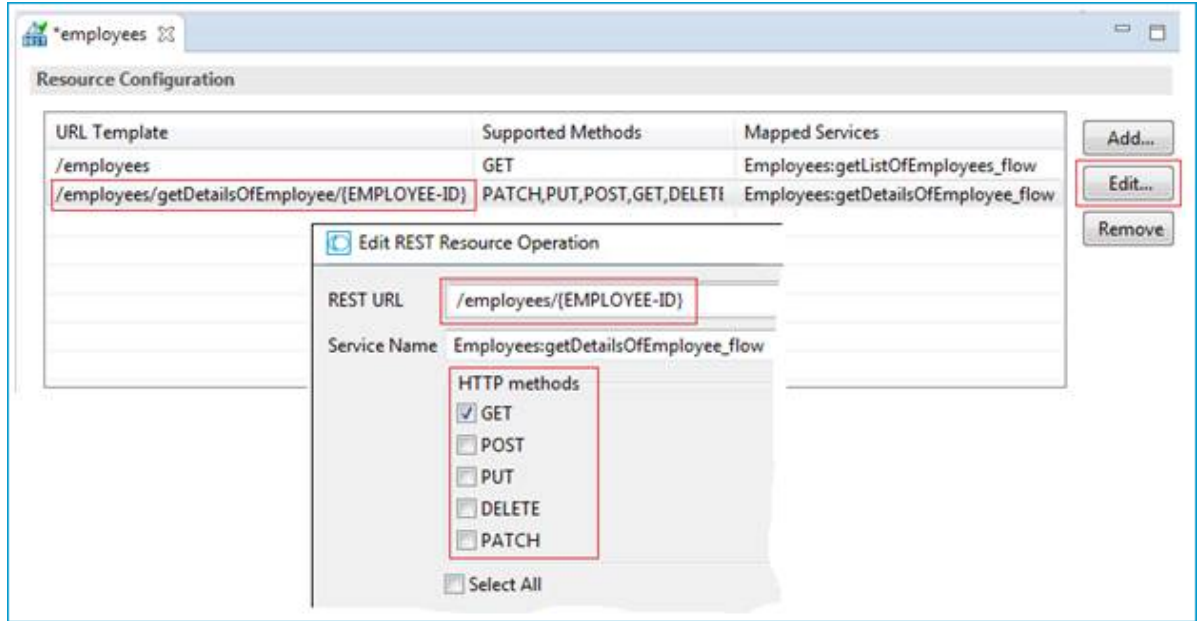 *employees
Resource Configuration
URL Template Supported Methods Mapped Services
/employees GET Employees:getListOfEmployees_flow
/employees/getDetailsOfEmployee/{EMPLOYEE-ID} PATCH,PUT,POST,GET,DELETE Employees:getDetailsOfEmployee_flow
Add...
Edit...
Remove
Edit REST Resource Operation
REST URL /employees/{EMPLOYEE-ID}
Service Name Employees:getDetailsOfEmployee_flow
HTTP methods
GET
POST
PUT
DELETE
PATCH
Select All